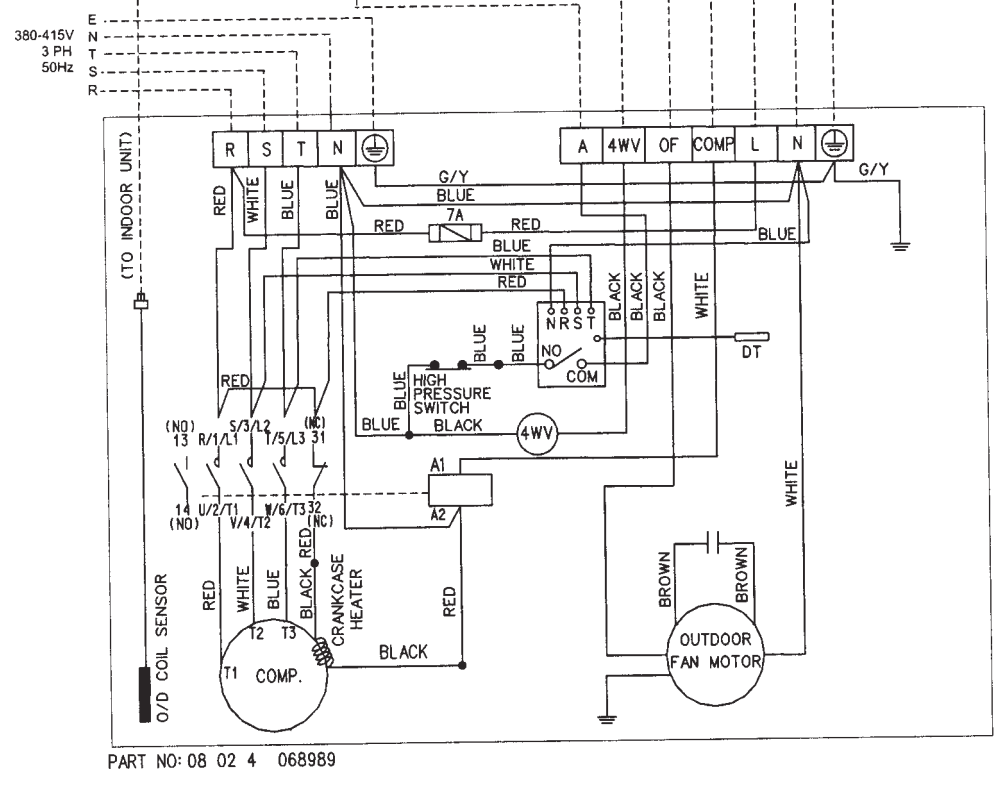 E
380-415V N
3 PH T
50Hz S
R
(TO INDOOR UNIT)
R S T N
A 4WV OF COMP L N
G/Y
G/Y
BLUE
RED
WHITE
BLUE
BLUE
7A
RED
RED
BLUE
BLUE
WHITE
RED
BLACK
BLACK
BLACK
WHITE
N R S T
NO
COM
DT
BLUE
BLUE
HIGH
PRESSURE
SWITCH
BLUE
RED
BLUE
BLACK
4WV
(NO)
13
R/1/L1
S/3/L2
T/5/L3
(NC)
31
A1
A2
14
(NO)
U/2/T1
V/4/T2
W/6/T3
32
(NC)
WHITE
RED
WHITE
BLUE
BLACK
RED
CRANKCASE
HEATER
RED
BROWN
BROWN
O/D COIL SENSOR
T1
T2
T3
COMP.
BLACK
OUTDOOR
FAN MOTOR
PART NO: 08 02 4 068989